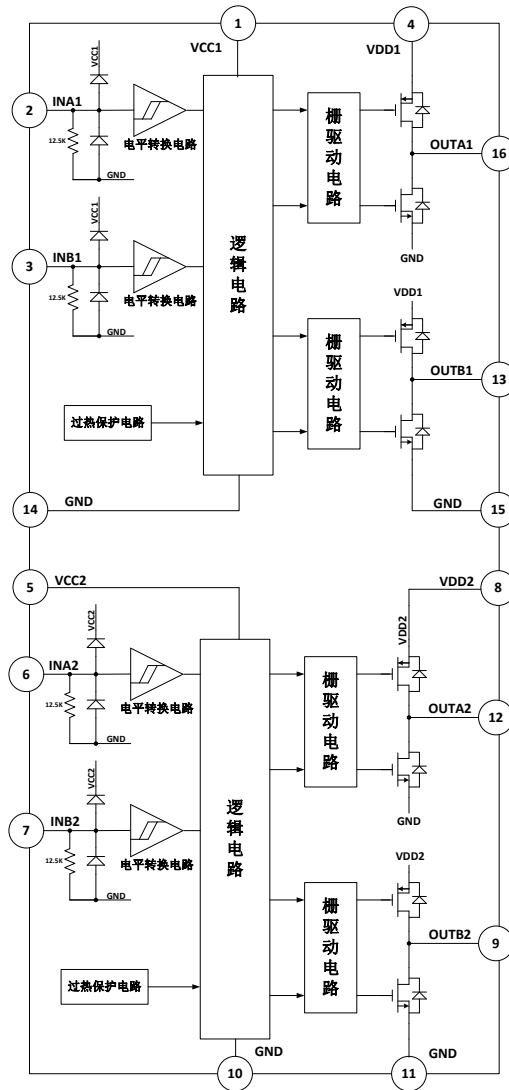 1
VCC1
4
VDD1
VCC1
2
INA1
12.5K
GND
电平转换电路
栅驱动电路
OUTA1
16
GND
VCC1
3
INB1
12.5K
GND
电平转换电路
逻辑电路
VDD1
栅驱动电路
OUTB1
13
过热保护电路
14
GND
GND
15
5
VCC2
VDD2
8
VCC2
VDD2
6
INA2
12.5K
GND
电平转换电路
栅驱动电路
OUTA2
12
GND
VCC2
7
INB2
12.5K
GND
电平转换电路
逻辑电路
VDD2
栅驱动电路
OUTB2
9
过热保护电路
10
GND
11
GND